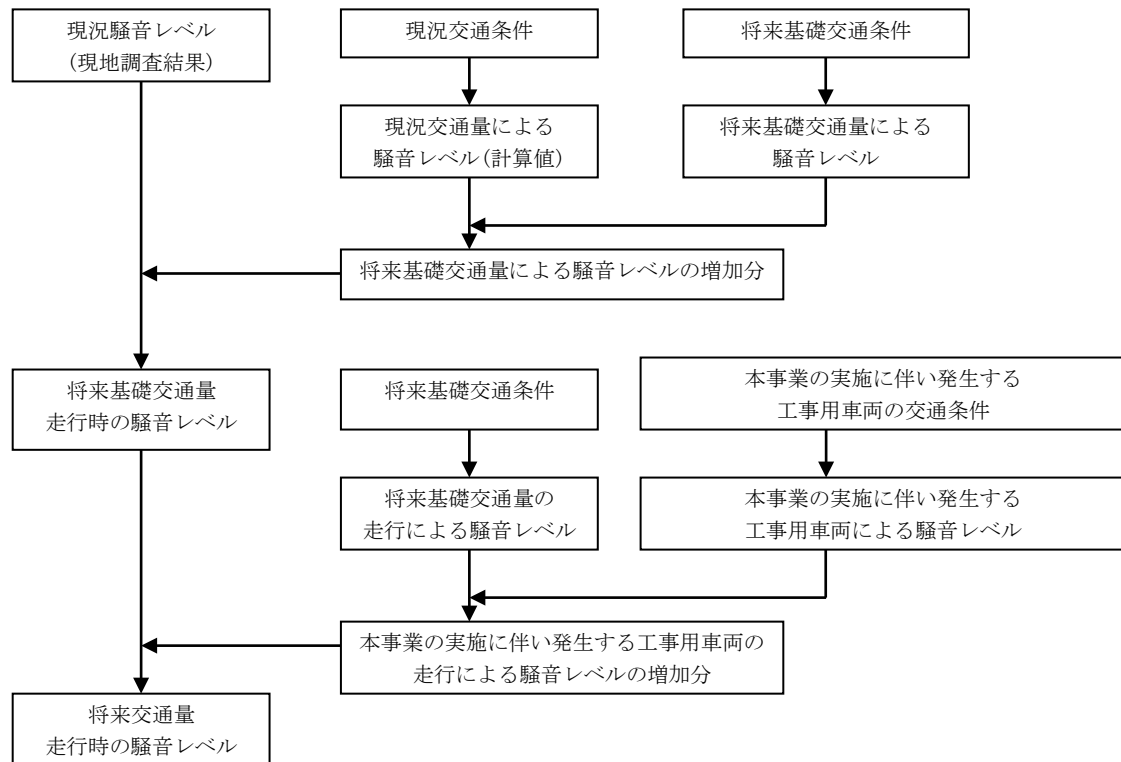 現況騒音レベル
(現地調査結果)
現況交通条件
将来基礎交通条件
現況交通量による
騒音レベル(計算値)
将来基礎交通量による
騒音レベル
将来基礎交通量による騒音レベルの増加分
将来基礎交通量
走行時の騒音レベル
将来基礎交通条件
本事業の実施に伴い発生する
工事用車両の交通条件
将来基礎交通量の
走行による騒音レベル
本事業の実施に伴い発生する
工事用車両による騒音レベル
本事業の実施に伴い発生する工事用車両の
走行による騒音レベルの増加分
将来交通量
走行時の騒音レベル